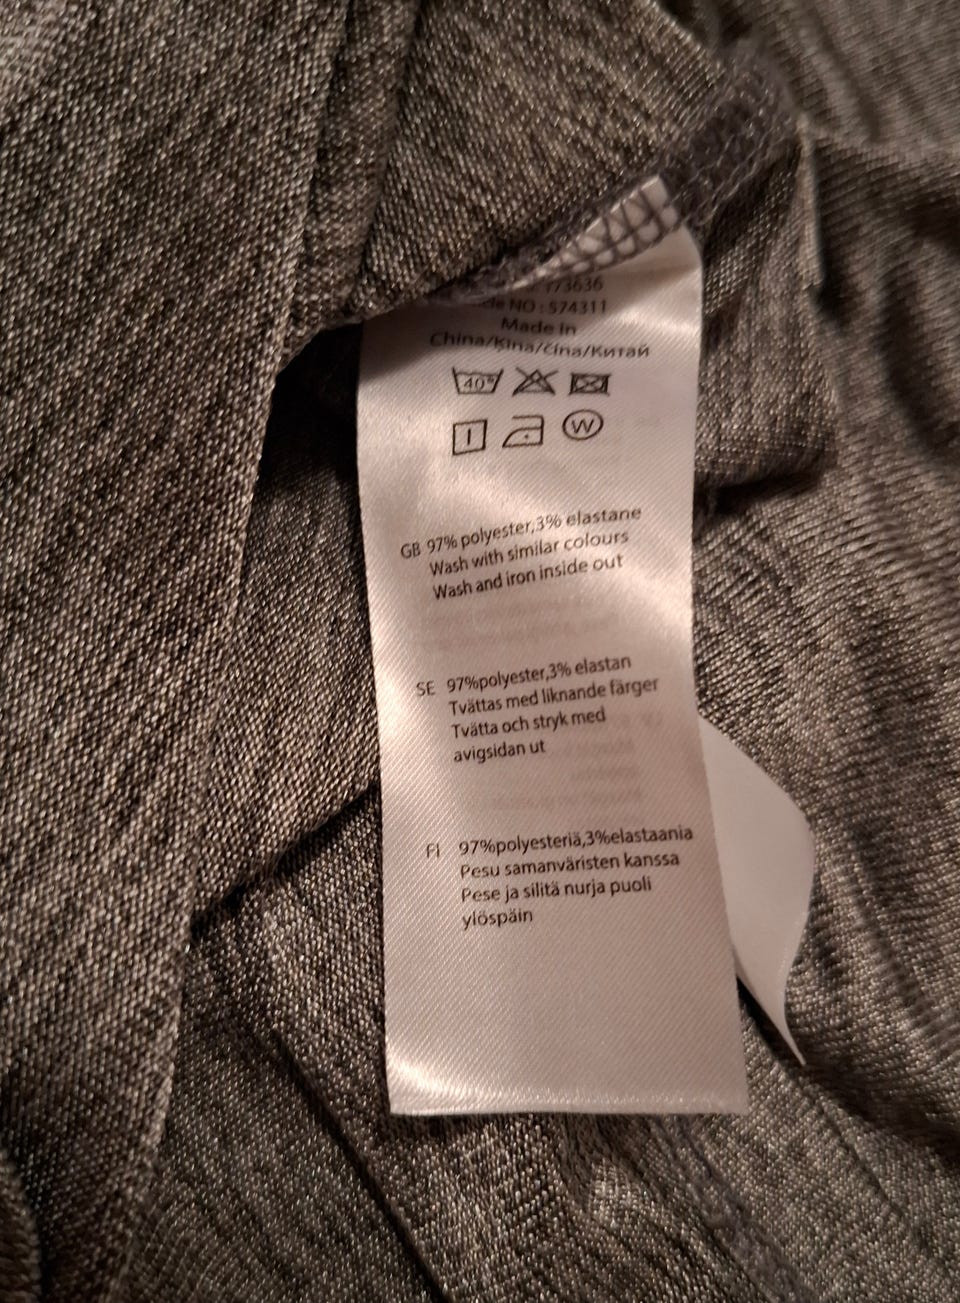 773636
NO : 574311
Made in
China/Ķīna/čína/Китай
40°
W
GB 97% polyester,3% elastane
Wash with similar colours
Wash and iron inside out
SE 97%polyester,3% elastan
Tvättas med liknande färger
Tvätta och stryk med
avigsidan ut
FI 97%polyesteriä,3%elastaania
Pesu samanväristen kanssa
Pese ja silitä nurja puoli
ylöspäin